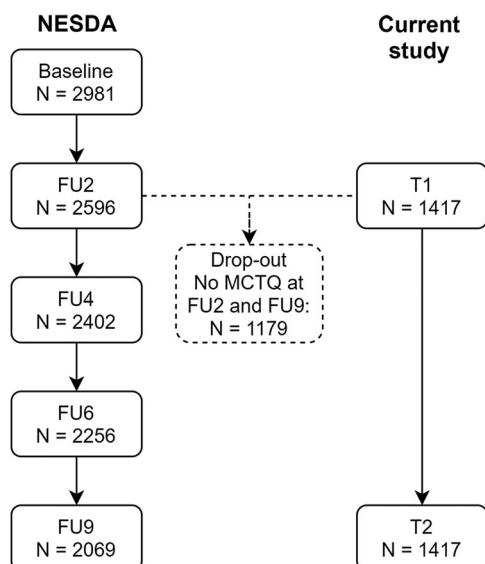 NESDA
Current
study
Baseline
N = 2981
FU2
N = 2596
T1
N = 1417
Drop-out
No MCTQ at
FU2 and FU9:
N = 1179
FU4
N = 2402
FU6
N = 2256
FU9
N = 2069
T2
N = 1417